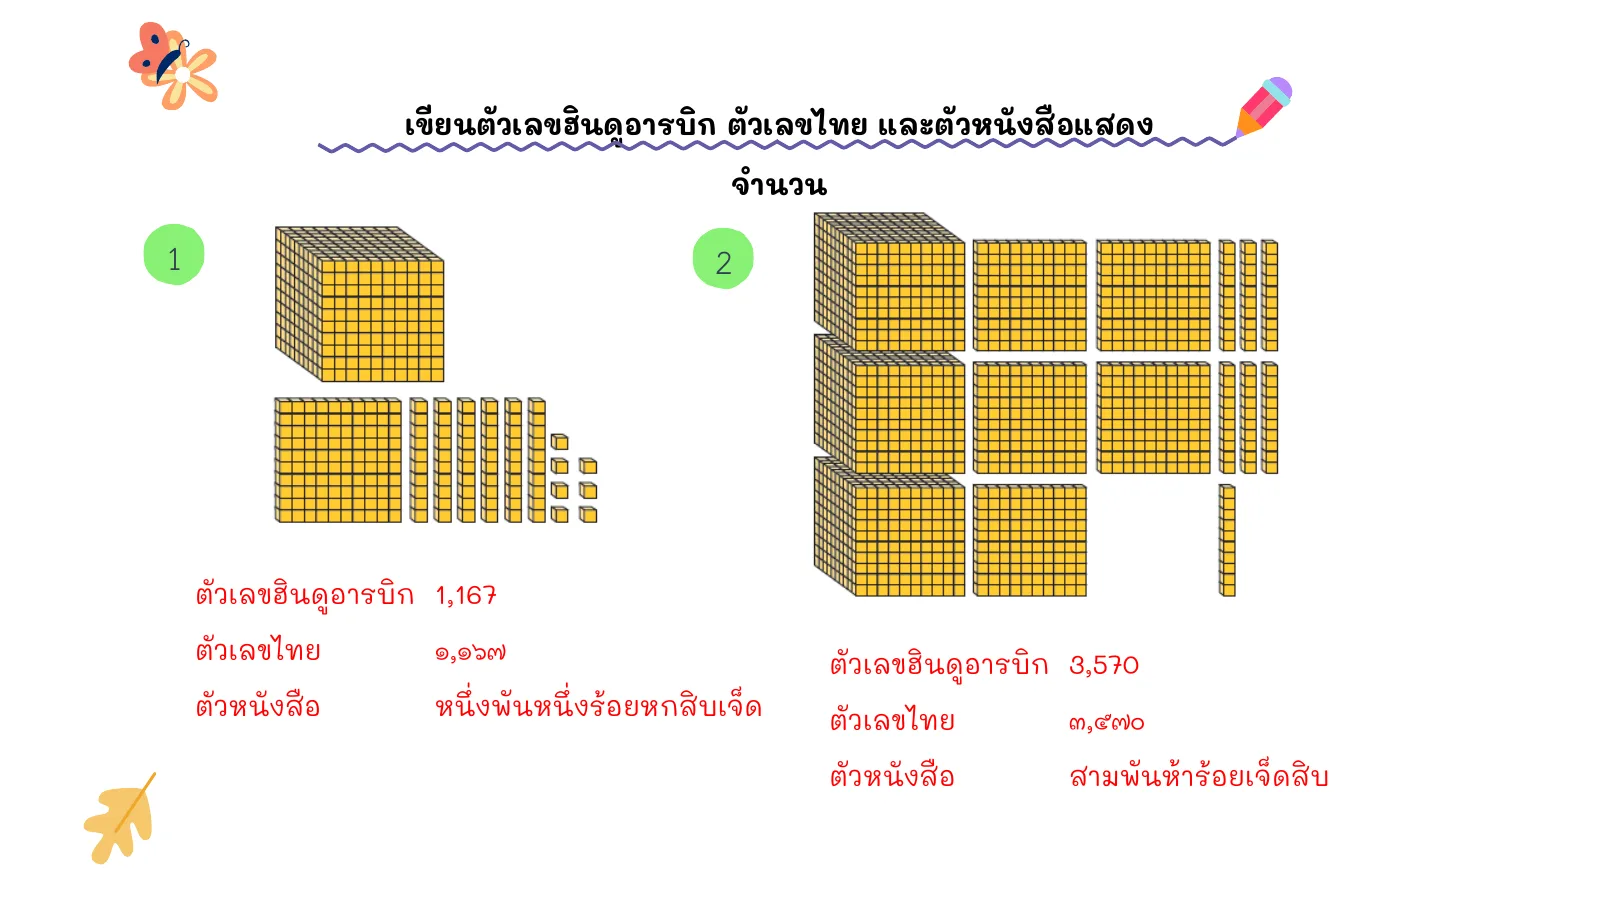 เขียนตัวเลขฮินดูอารบิก ตัวเลขไทย และตัวหนังสือแสดง
จำนวน
1
ตัวเลขฮินดูอารบิก 1,167
ตัวเลขไทย ๑,๑๖๗
ตัวหนังสือ หนึ่งพันหนึ่งร้อยหกสิบเจ็ด
2
ตัวเลขฮินดูอารบิก 3,570
ตัวเลขไทย ๓,๕๗๐
ตัวหนังสือ สามพันห้าร้อยเจ็ดสิบ